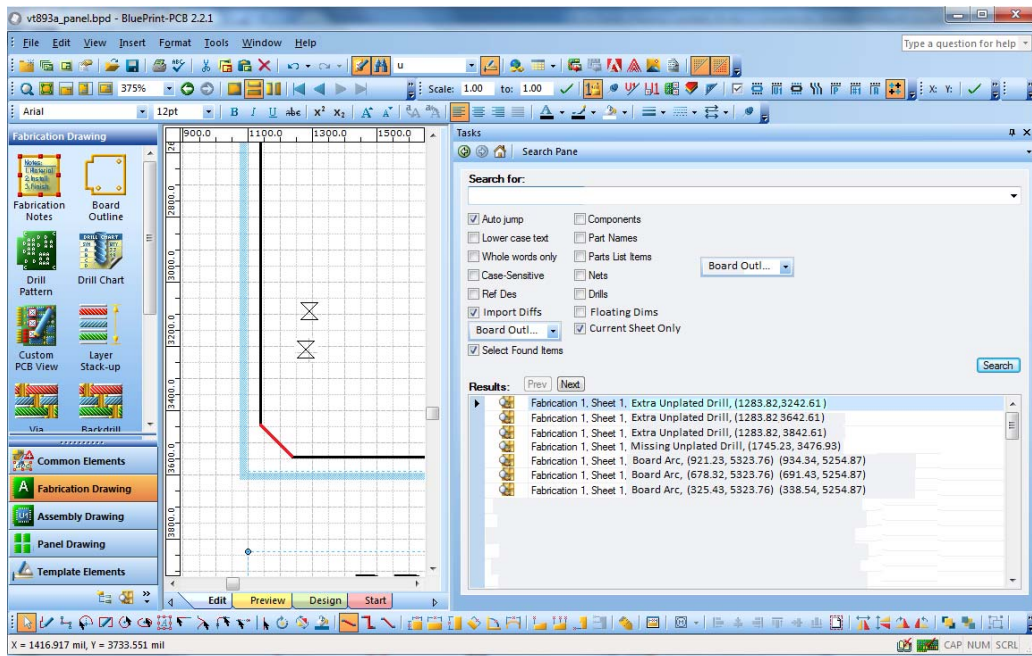 vt893a_panel.bpd - BluePrint-PCB 2.2.1
File Edit View Insert Format Tools Window Help
Type a question for help
u
375%
Scale: 1.00 to: 1.00
X: Y:
Arial 12pt B I U abc X² X₂ A A
Fabrication Drawing
Fabrication Notes
Board Outline
Drill Pattern
Drill Chart
Custom PCB View
Layer Stack-up
Via
Backdrill
Common Elements
Fabrication Drawing
Assembly Drawing
Panel Drawing
Template Elements
900.0 1100.0 1300.0 1500.0
2800.0
3000.0
3200.0
3400.0
3600.0
3800.0
Edit Preview Design Start
Tasks
Search Pane
Search for:
Auto jump Components
Lower case text Part Names
Whole words only Parts List Items
Board Outl...
Case-Sensitive Nets
Ref Des Drills
Import Diffs Floating Dims
Board Outl... Current Sheet Only
Select Found Items
Search
Results: Prev Next
Fabrication 1, Sheet 1, Extra Unplated Drill, (1283.82,3242.61 )
Fabrication 1, Sheet 1, Extra Unplated Drill, (1283.82 3642.61)
Fabrication 1, Sheet 1, Extra Unplated Drill, (1283.82, 3842.61)
Fabrication 1, Sheet 1, Missing Unplated Drill, (1745.23, 3476.93)
Fabrication 1, Sheet 1, Board Arc, (921.23, 5323.76) (934.34, 5254.87)
Fabrication 1, Sheet 1, Board Arc, (678.32, 5323.76) (691.43, 5254.87)
Fabrication 1, Sheet 1, Board Arc, (325.43, 5323.76) (338.54, 5254.87)
X = 1416.917 mil, Y = 3733.551 mil
CAP NUM SCRL